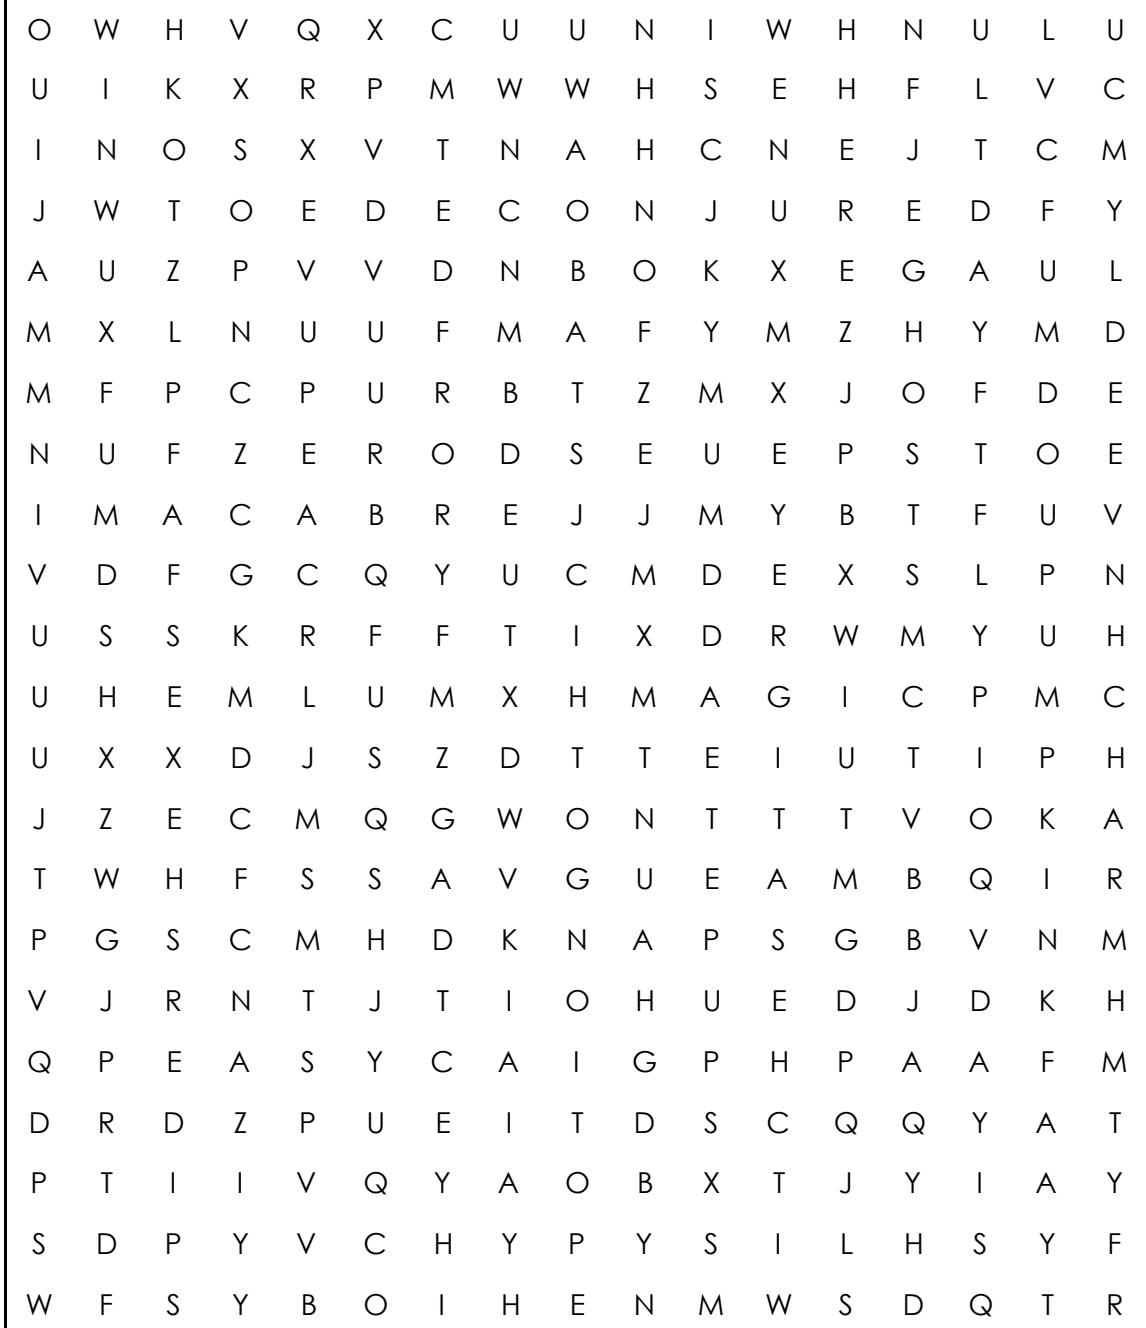 O W H V Q X C U U N I W H N U L U
U I K X R P M W W H S E H F L V C
I N O S X V T N A H C N E J T C M
J W T O E D E C O N J U R E D F Y
A U Z P V V D N B O K X E G A U L
M X L N U U F M A F Y M Z H Y M D
M F P C P U R B T Z M X J O F D E
N U F Z E R O D S E U E P S T O E
I M A C A B R E J J M Y B T F U V
V D F G C Q Y U C M D E X S L P N
U S S K R F F T I X D R W M Y U H
U H E M L U M X H M A G I C P M C
U X X D J S Z D T T E I U T I P H
J Z E C M Q G W O N T T T V O K A
T W H F S S A V G U E A M B Q I R
P G S C M H D K N A P S G B V N M
V J R N T J T I O H U E D J D K H
Q P E A S Y C A I G P H P A A F M
D R D Z P U E I T D S C Q Q Y A T
P T I I V Q Y A O B X T J Y I A Y
S D P Y V C H Y P Y S I L H S Y F
W F S Y B O I H E N M W S D Q T R